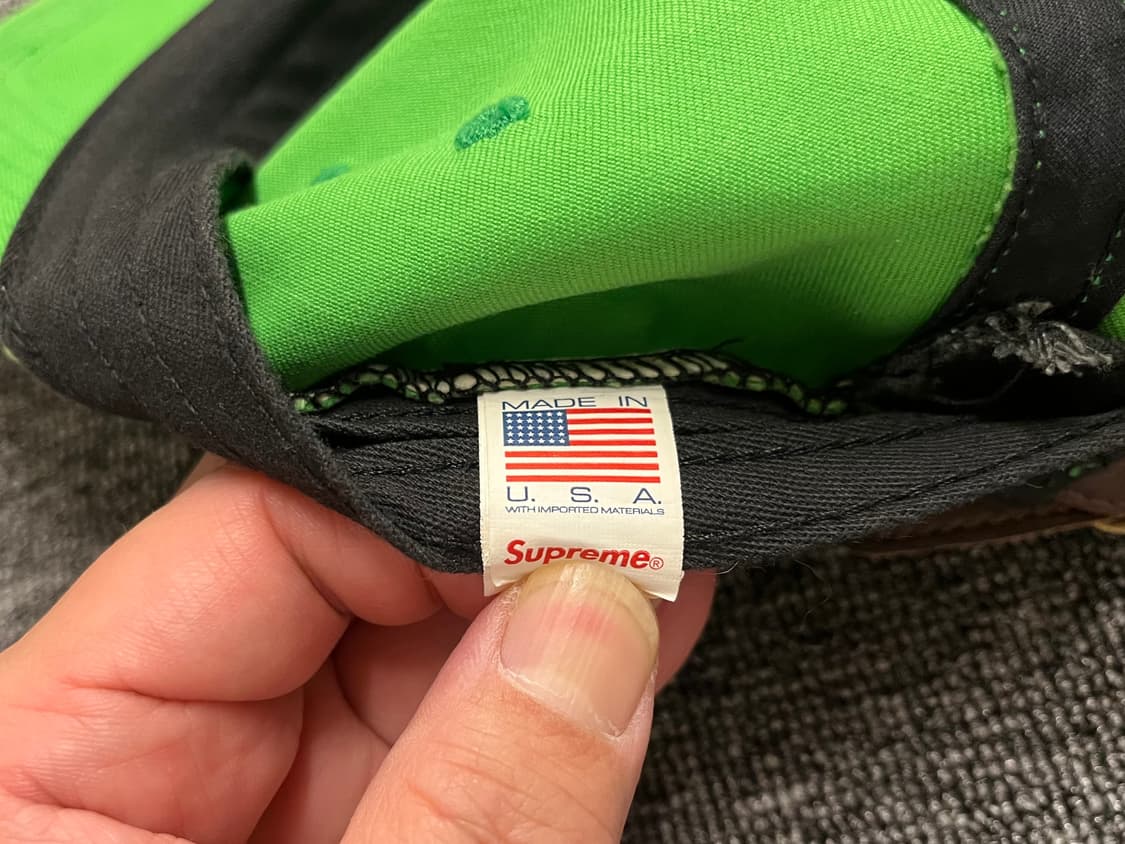 MADE IN
U. S. A.
WITH IMPORTED MATERIALS
Supreme®